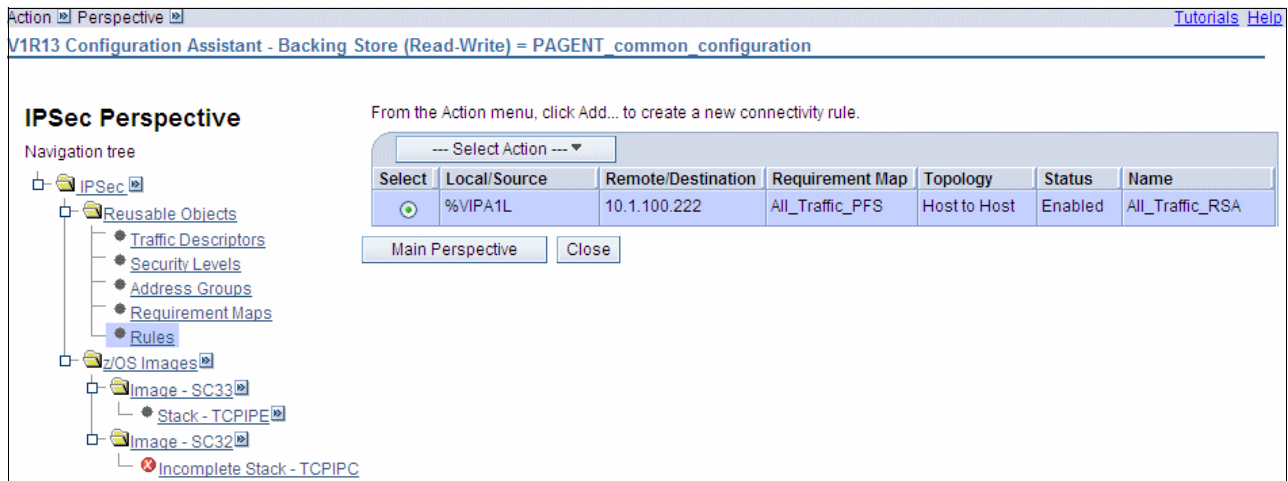 Action Perspective Tutorials Help
V1R13 Configuration Assistant - Backing Store (Read-Write) = PAGENT_common_configuration
IPSec Perspective
Navigation tree
IPSec
Reusable Objects
Traffic Descriptors
Security Levels
Address Groups
Requirement Maps
Rules
z/OS Images
Image - SC33
Stack - TCPIPE
Image - SC32
Incomplete Stack - TCPIPC
From the Action menu, click Add... to create a new connectivity rule.
--- Select Action ---
Select Local/Source Remote/Destination Requirement Map Topology Status Name
%VIPA1L 10.1.100.222 All_Traffic_PFS Host to Host Enabled All_Traffic_RSA
Main Perspective Close